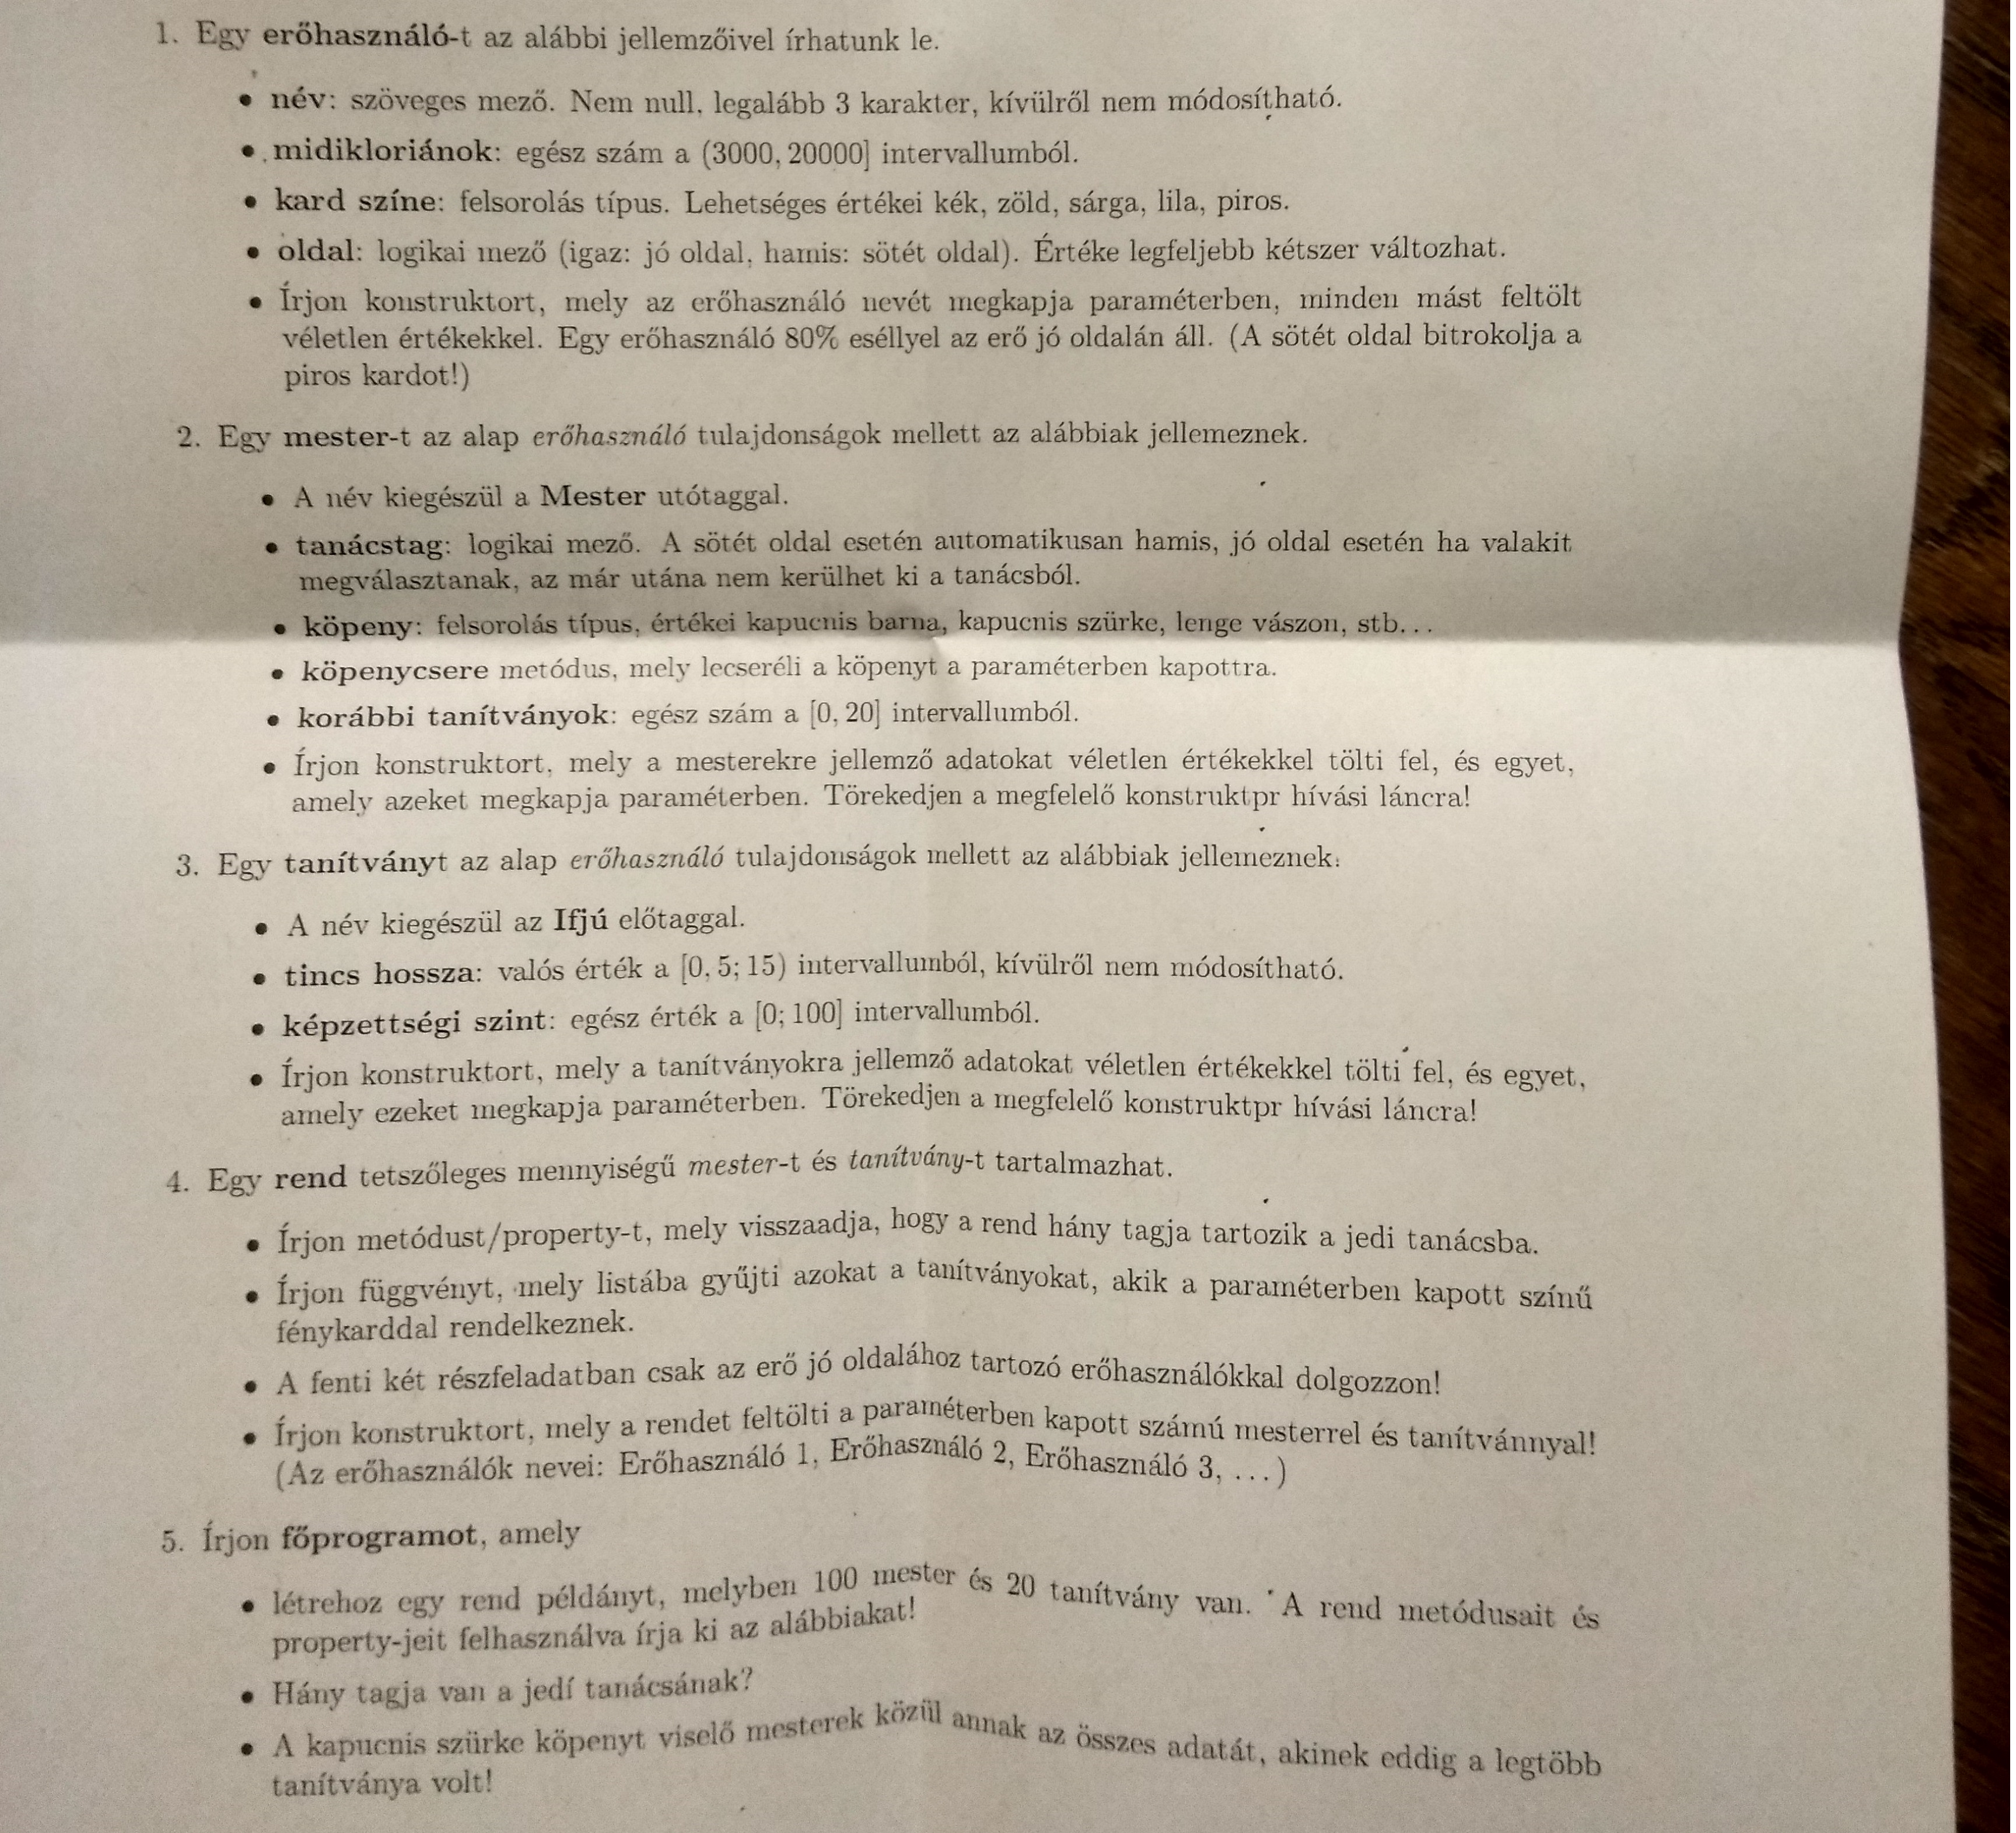 1. Egy erőhasználó-t az alábbi jellemzőivel írhatunk le.
• név: szöveges mező. Nem null, legalább 3 karakter, kívülről nem módosítható.
• midikloriánok: egész szám a (3000, 20000] intervallumból.
• kard színe: felsorolás típus. Lehetséges értékei kék, zöld, sárga, lila, piros.
• oldal: logikai mező (igaz: jó oldal, hamis: sötét oldal). Értéke legfeljebb kétszer változhat.
• Írjon konstruktort, mely az erőhasználó nevét megkapja paraméterben, minden mást feltölt
véletlen értékekkel. Egy erőhasználó 80% eséllyel az erő jó oldalán áll. (A sötét oldal bitrokolja a
piros kardot!)
2. Egy mester-t az alap erőhasználó tulajdonságok mellett az alábbiak jellemeznek.
• A név kiegészül a Mester utótaggal.
• tanácstag: logikai mező. A sötét oldal esetén automatikusan hamis, jó oldal esetén ha valakit
megválasztanak, az már utána nem kerülhet ki a tanácsból.
• köpeny: felsorolás típus, értékei kapucnis barna, kapucnis szürke, lenge vászon, stb...
• köpenycsere metódus, mely lecseréli a köpenyt a paraméterben kapottra.
• korábbi tanítványok: egész szám a [0, 20] intervallumból.
• Írjon konstruktort, mely a mesterekre jellemző adatokat véletlen értékekkel tölti fel, és egyet,
amely azeket megkapja paraméterben. Törekedjen a megfelelő konstruktpr hívási láncra!
3. Egy tanítványt az alap erőhasználó tulajdonságok mellett az alábbiak jellemeznek:
• A név kiegészül az Ifjú előtaggal.
• tincs hossza: valós érték a [0, 5; 15) intervallumból, kívülről nem módosítható.
• képzettségi szint: egész érték a [0; 100] intervallumból.
• Írjon konstruktort, mely a tanítványokra jellemző adatokat véletlen értékekkel tölti fel, és egyet,
amely ezeket megkapja paraméterben. Törekedjen a megfelelő konstruktpr hívási láncra!
4. Egy rend tetszőleges mennyiségű mester-t és tanítvány-t tartalmazhat.
• Írjon metódust/property-t, mely visszaadja, hogy a rend hány tagja tartozik a jedi tanácsba.
• Írjon függvényt, mely listába gyűjti azokat a tanítványokat, akik a paraméterben kapott színű
fénykarddal rendelkeznek.
• A fenti két részfeladatban csak az erő jó oldalához tartozó erőhasználókkal dolgozzon!
• Írjon konstruktort, mely a rendet feltölti a paraméterben kapott számú mesterrel és tanítvánnyal!
(Az erőhasználók nevei: Erőhasználó 1, Erőhasználó 2, Erőhasználó 3, ...)
5. Írjon főprogramot, amely
• létrehoz egy rend példányt, melyben 100 mester és 20 tanítvány van. A rend metódusait és
property-jeit felhasználva írja ki az alábbiakat!
• Hány tagja van a jedí tanácsának?
• A kapucnis szürke köpenyt viselő mesterek közül annak az összes adatát, akinek eddig a legtöbb
tanítványa volt!